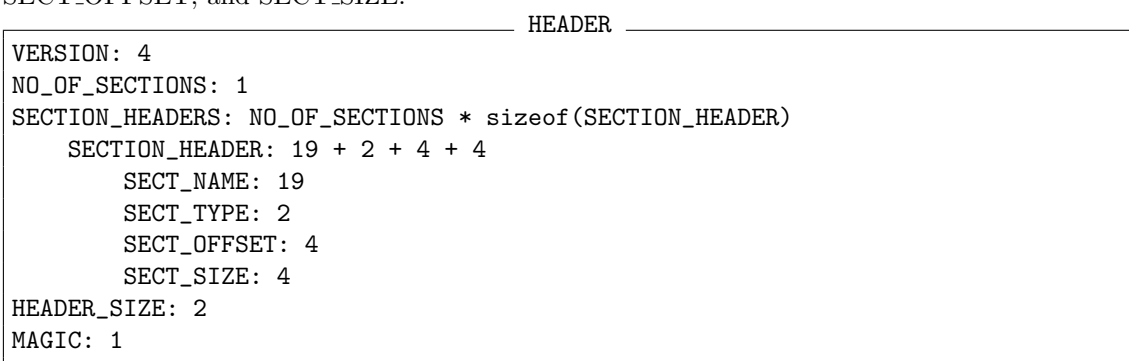 SECT_OFFSET, and SECT_SIZE.
HEADER
VERSION: 4
NO_OF_SECTIONS: 1
SECTION_HEADERS: NO_OF_SECTIONS * sizeof(SECTION_HEADER)
SECTION_HEADER: 19 + 2 + 4 + 4
SECT_NAME: 19
SECT_TYPE: 2
SECT_OFFSET: 4
SECT_SIZE: 4
HEADER_SIZE: 2
MAGIC: 1